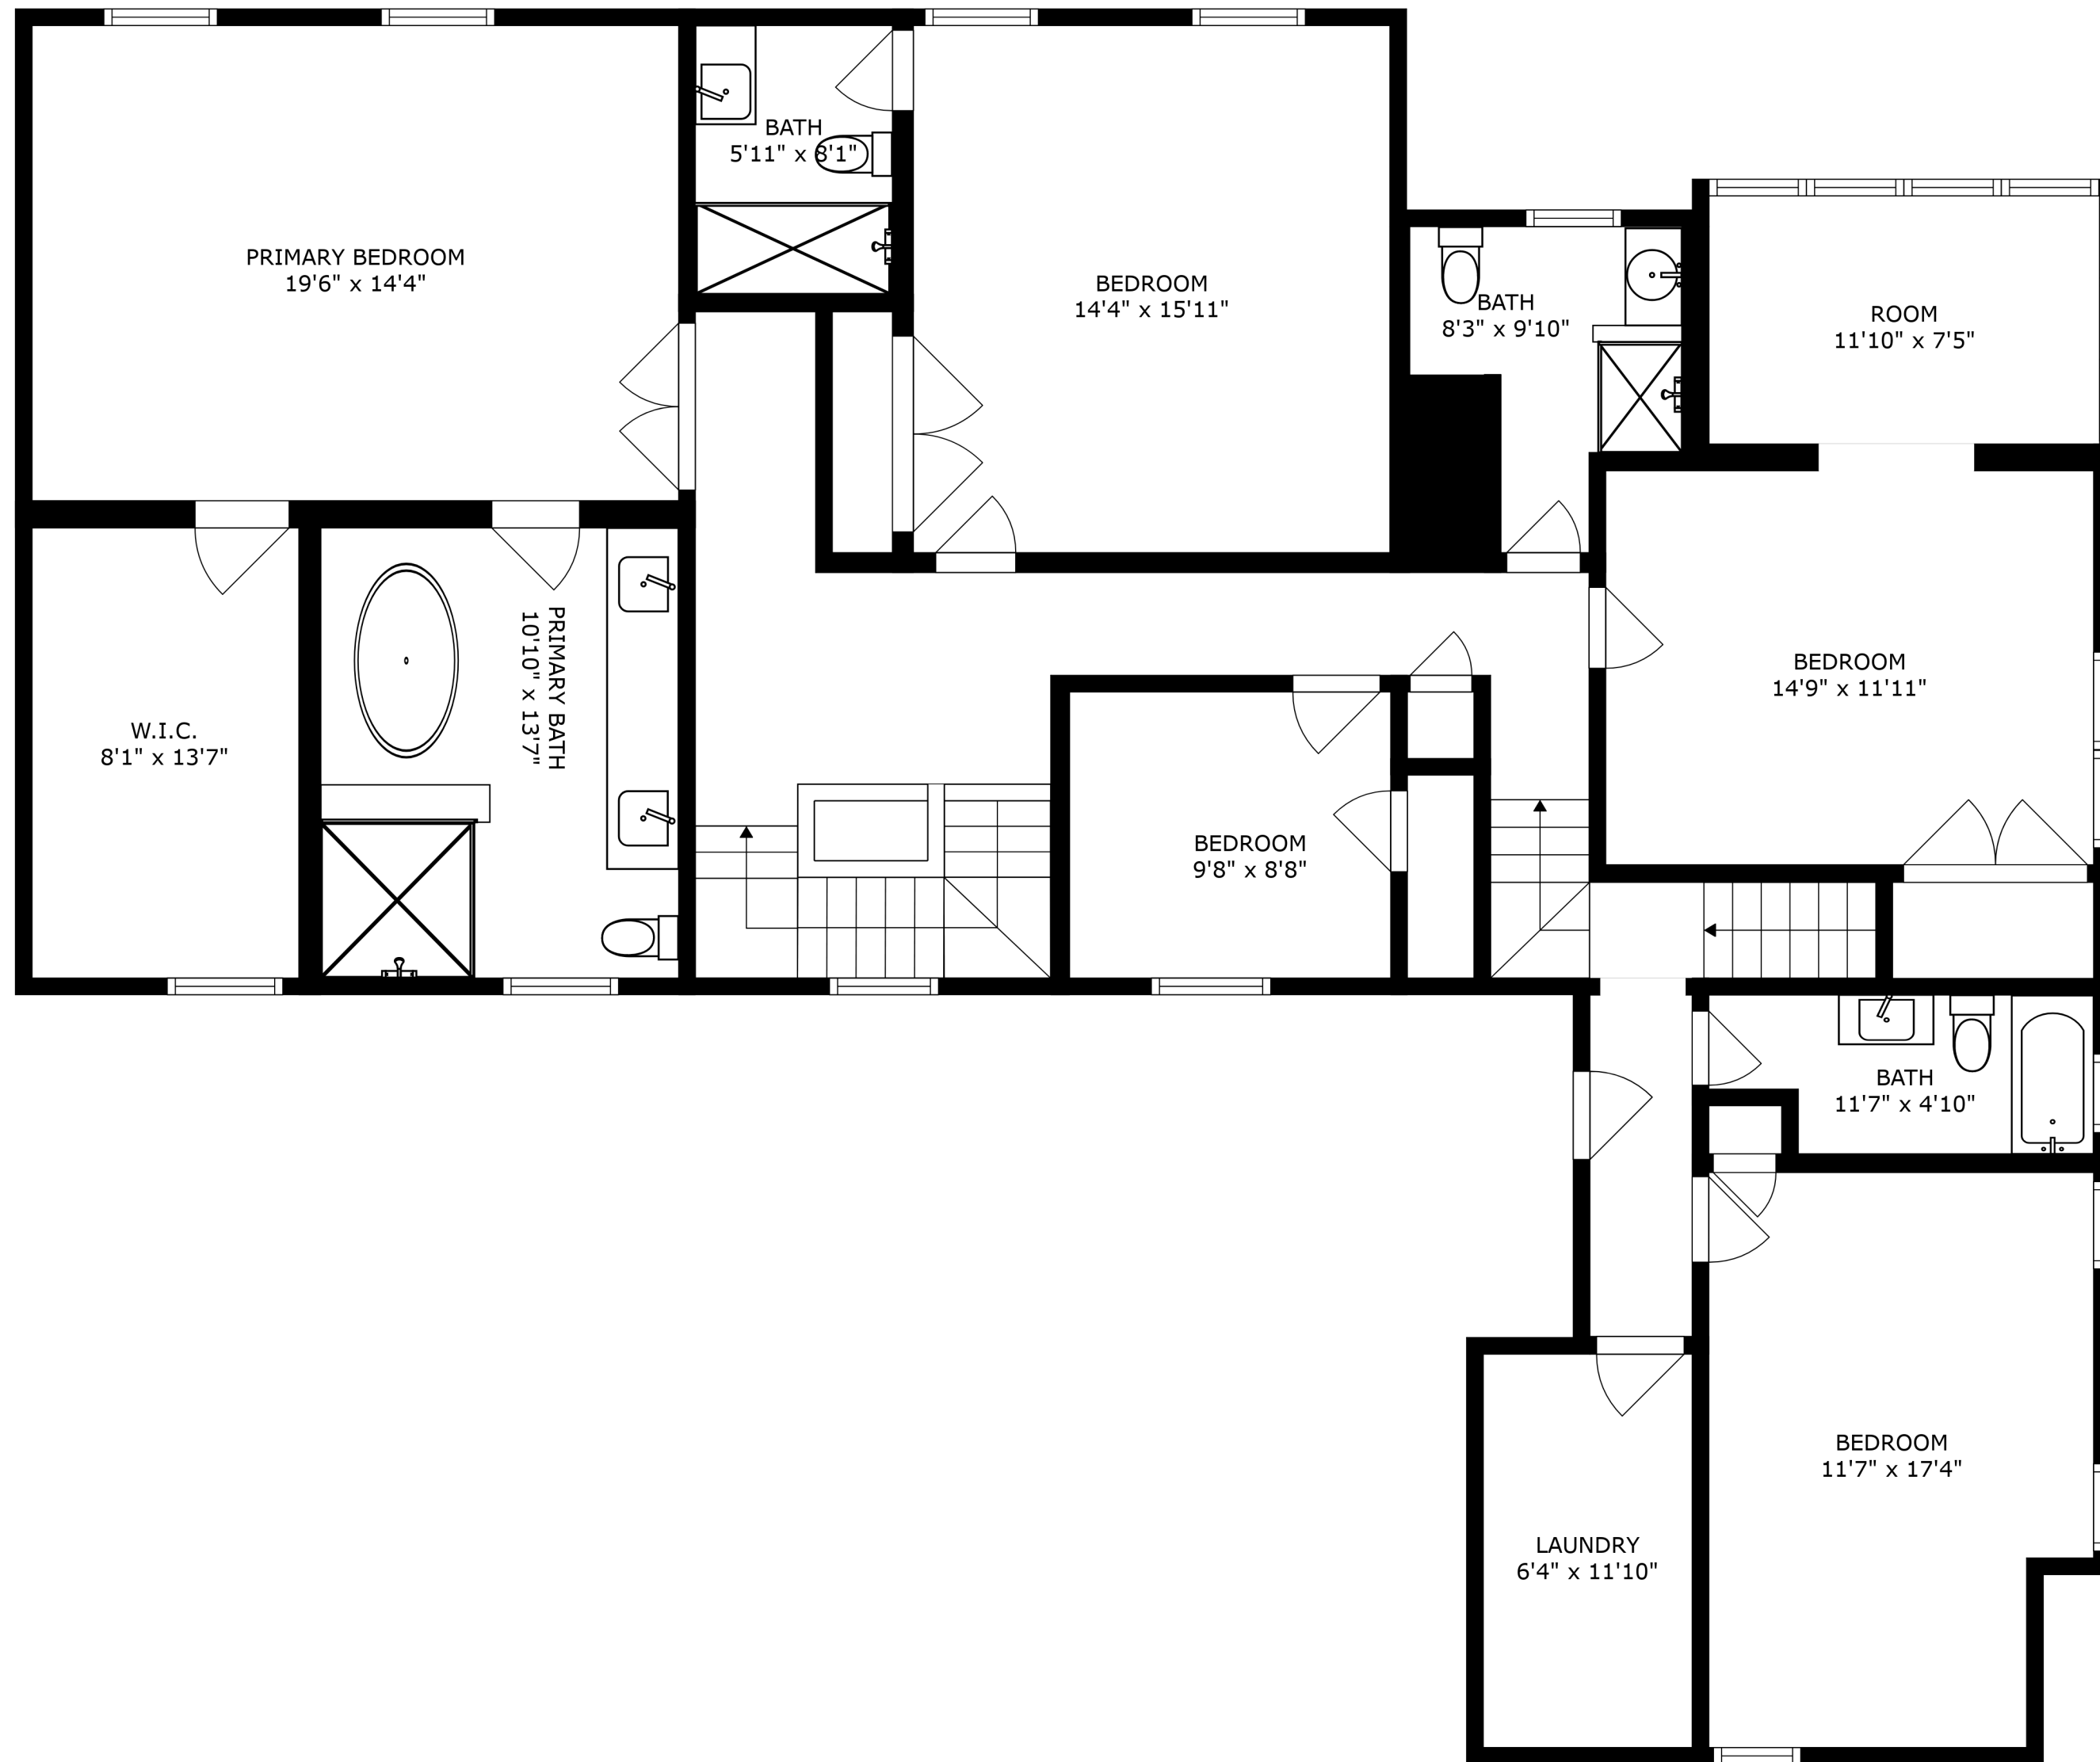 BATH
5'11" x 8'1"
PRIMARY BEDROOM
19'6" x 14'4"
BEDROOM
14'4" x 15'11"
BATH
8'3" x 9'10"
ROOM
11'10" x 7'5"
W.I.C.
8'1" x 13'7"
PRIMARY BATH
10'10" x 13'7"
BEDROOM
14'9" x 11'11"
BEDROOM
9'8" x 8'8"
BATH
11'7" x 4'10"
BEDROOM
11'7" x 17'4"
LAUNDRY
6'4" x 11'10"